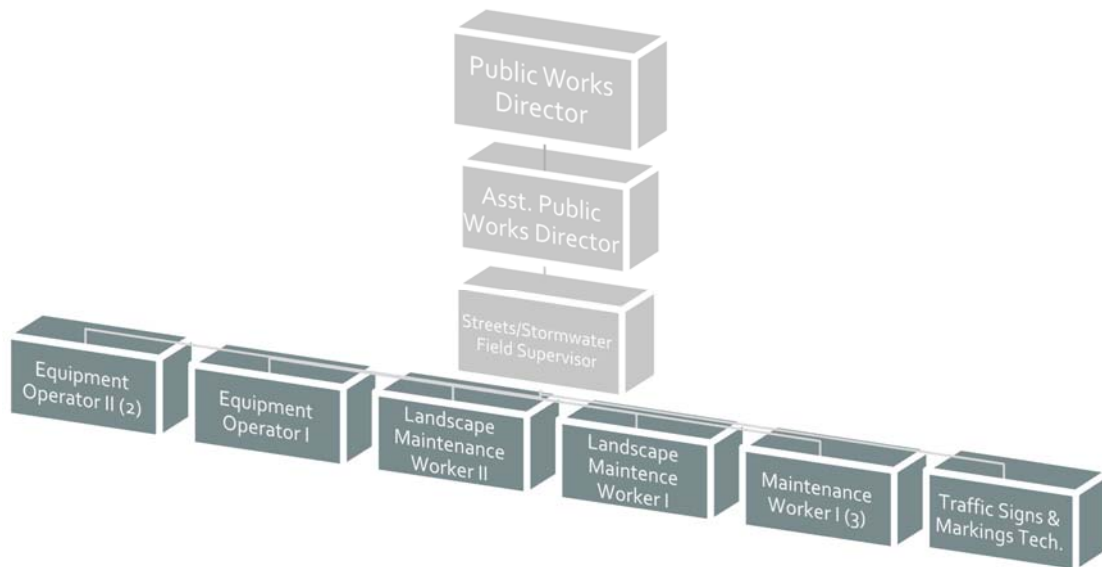 Public Works
Director
Asst. Public
Works Director
Streets/Stormwater
Field Supervisor
Equipment
Operator II (2)
Equipment
Operator I
Landscape
Maintenance
Worker II
Landscape
Maintence
Worker I
Maintenance
Worker I (3)
Traffic Signs &
Markings Tech.